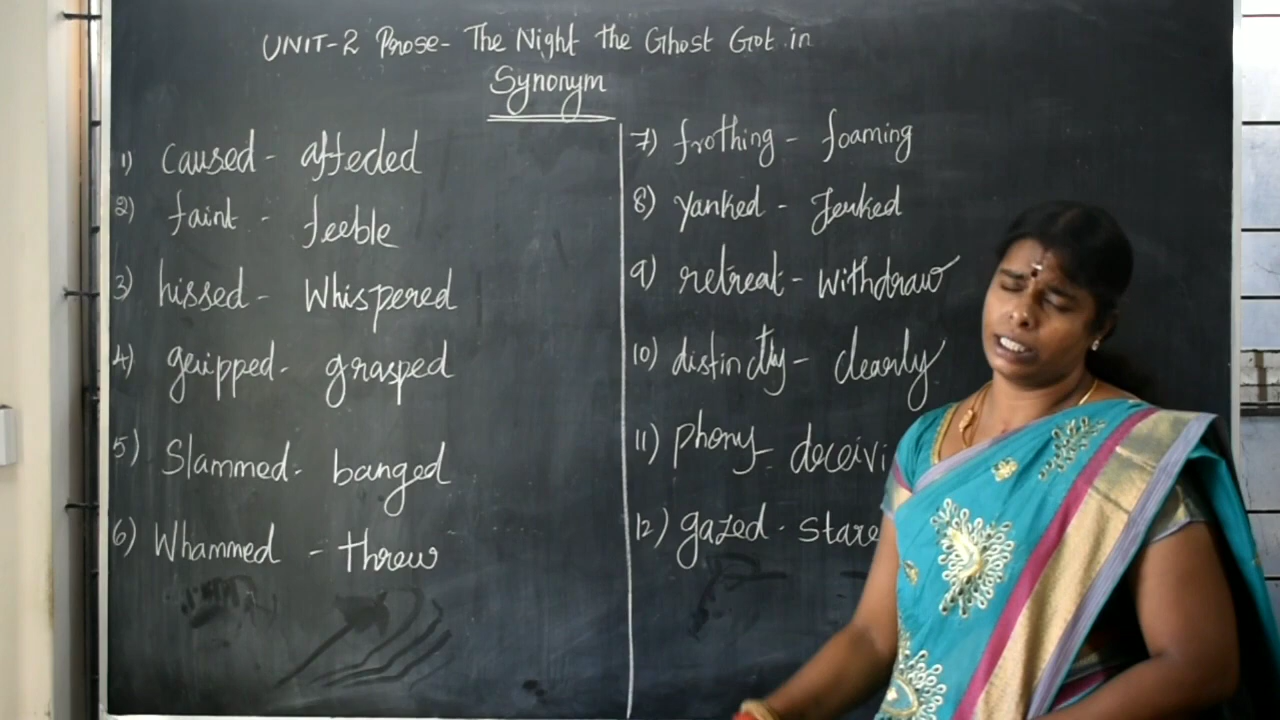 UNIT-2 Prose- The Night the Ghost Got in
Synonym
1) caused - affected
2) faint - feeble
3) hissed - Whispered
4) gripped - grasped
5) Slammed - banged
6) Whammed - threw
7) frothing - foaming
8) yanked - Jerked
9) retreat - withdraw
10) distinctly - clearly
11) phony - deceivi
12) gazed - stare